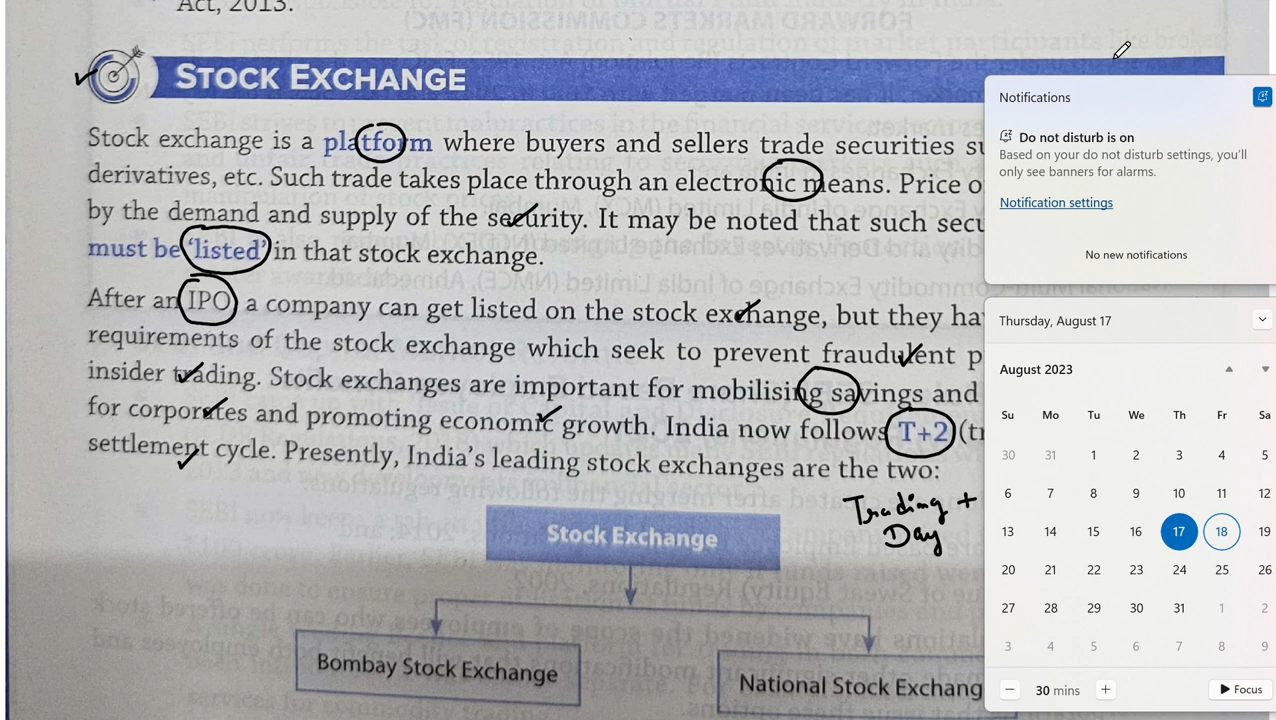 Act, 2013.
STOCK EXCHANGE
Stock exchange is a platform where buyers and sellers trade securities su
derivatives, etc. Such trade takes place through an electronic means. Price o
by the demand and supply of the security. It may be noted that such secu
must be 'listed' in that stock exchange.
After an IPO a company can get listed on the stock exchange, but they ha
requirements of the stock exchange which seek to prevent fraudulent p
insider trading. Stock exchanges are important for mobilising savings and
for corporates and promoting economic growth. India now follows T+2 (tr
settlement cycle. Presently, India's leading stock exchanges are the two:
Trading +
Day
Stock Exchange
Bombay Stock Exchange
National Stock Exchang
Notifications
Do not disturb is on
Based on your do not disturb settings, you'll
only see banners for alarms.
Notification settings
No new notifications
Thursday, August 17
August 2023
Su Mo Tu We Th Fr Sa
30 31 1 2 3 4 5
6 7 8 9 10 11 12
13 14 15 16 17 18 19
20 21 22 23 24 25 26
27 28 29 30 31 1 2
3 4 5 6 7 8 9
30 mins
Focus